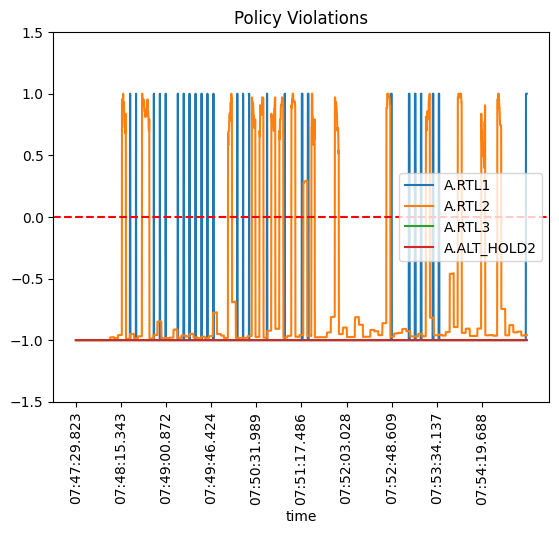 Policy Violations
1.5
1.0
0.5
0.0
−0.5
−1.0
−1.5
A.RTL1
A.RTL2
A.RTL3
A.ALT_HOLD2
07:47:29.823
07:48:15.343
07:49:00.872
07:49:46.424
07:50:31.989
07:51:17.486
07:52:03.028
07:52:48.609
07:53:34.137
07:54:19.688
time